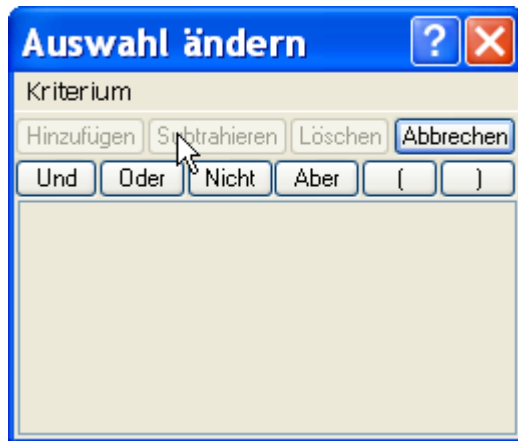 Auswahl ändern ?
Kriterium
Hinzufügen Subtrahieren Löschen Abbrechen
Und Oder Nicht Aber ( )